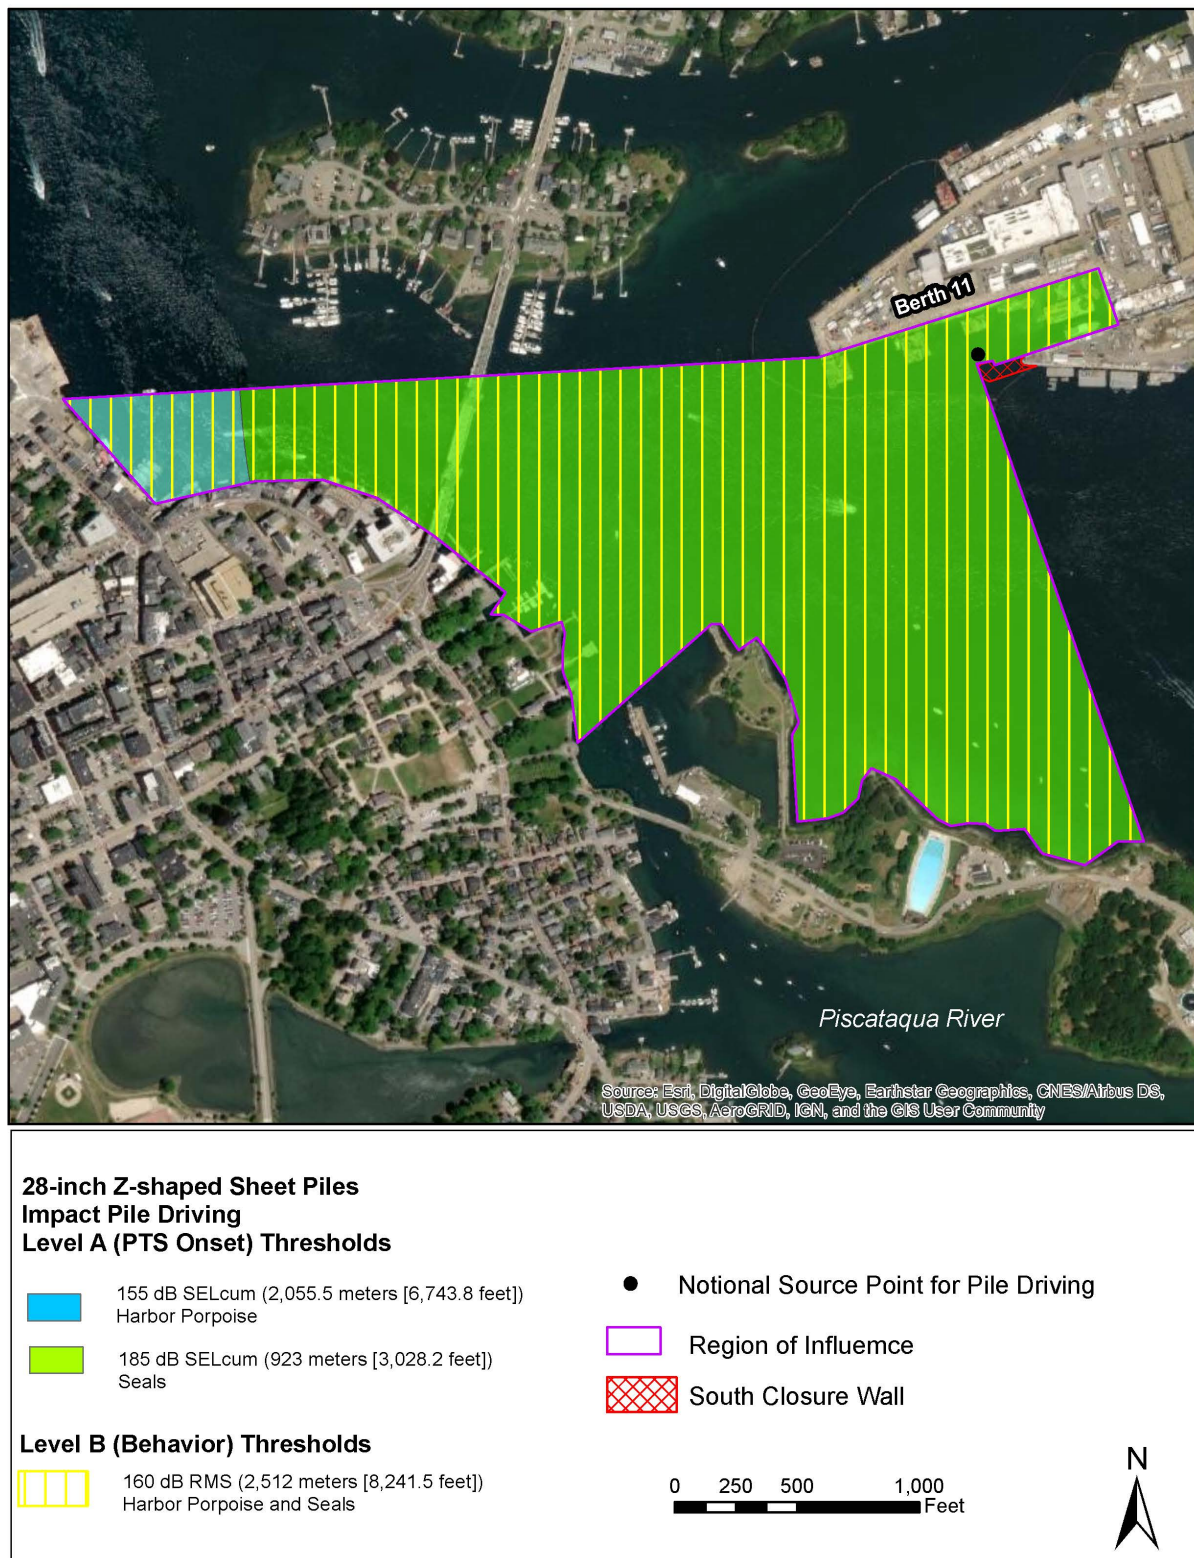 Berth 11
Piscataqua River
Source: Esri, DigitalGlobe, GeoEye, Earthstar Geographics, CNES/Airbus DS,
USDA, USGS, AeroGRID, IGN, and the GIS User Community
28-inch Z-shaped Sheet Piles
Impact Pile Driving
Level A (PTS Onset) Thresholds
155 dB SELcum (2,055.5 meters [6,743.8 feet])
Harbor Porpoise
185 dB SELcum (923 meters [3,028.2 feet])
Seals
Level B (Behavior) Thresholds
160 dB RMS (2,512 meters [8,241.5 feet])
Harbor Porpoise and Seals
Notional Source Point for Pile Driving
Region of Influemce
South Closure Wall
0 250 500 1,000
Feet
N